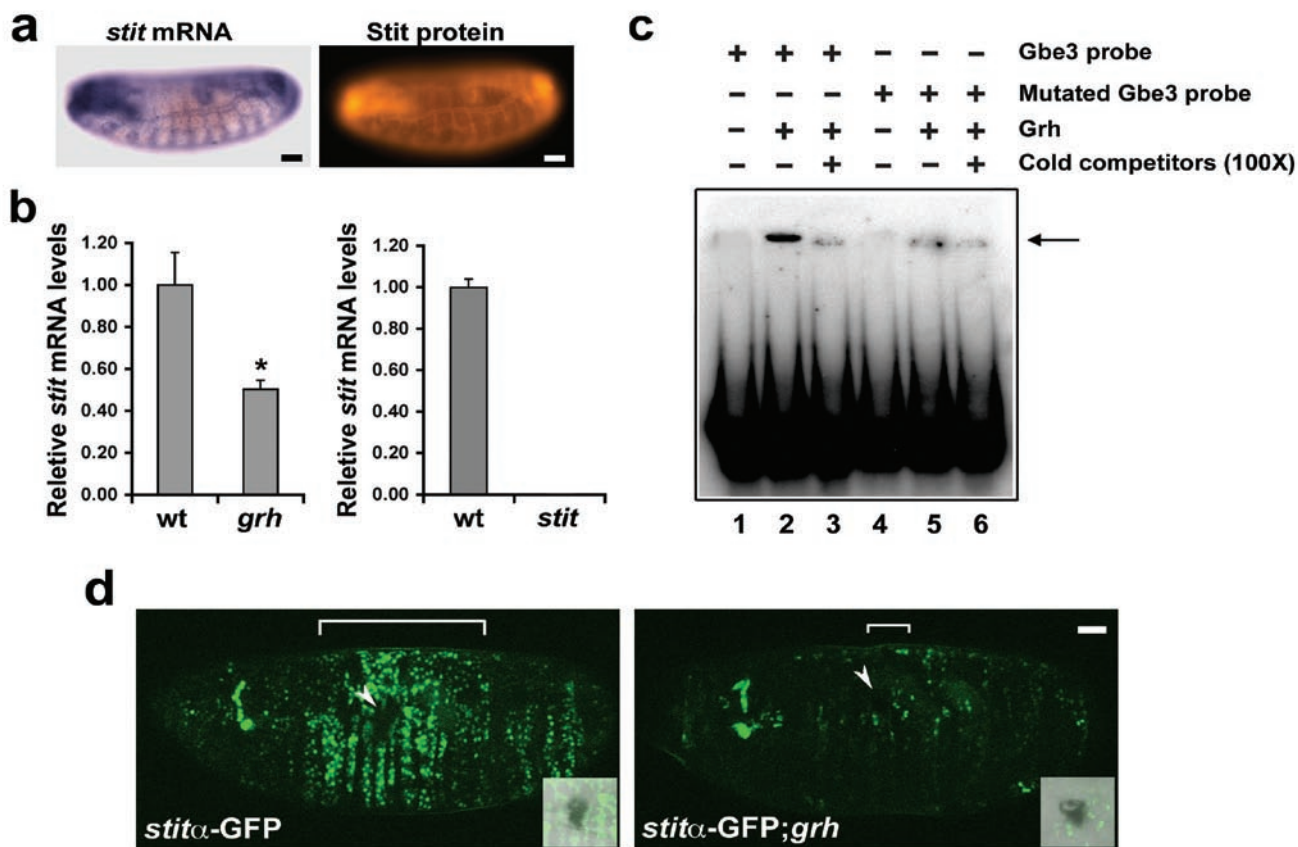 a
stit mRNA
Stit protein
b
Reletive stit mRNA levels
1.20
1.00
0.80
0.60
0.40
0.20
0.00
*
wt
grh
Reletive stit mRNA levels
1.20
1.00
0.80
0.60
0.40
0.20
0.00
wt
stit
c
+ + + − − − Gbe3 probe
− − − + + + Mutated Gbe3 probe
− + + − + + Grh
− − + − − + Cold competitors (100X)
1 2 3 4 5 6
d
stitα-GFP
stitα-GFP;grh